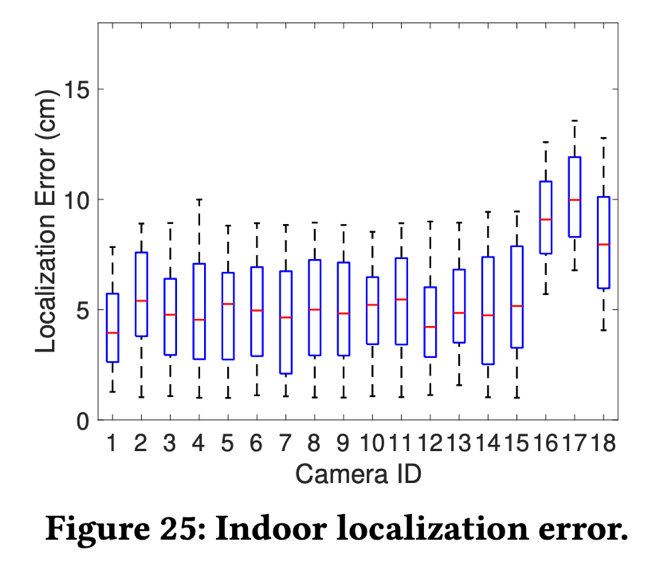 Localization Error (cm)
15
10
5
0
1 2 3 4 5 6 7 8 9 10 11 12 13 14 15 16 17 18
Camera ID
Figure 25: Indoor localization error.